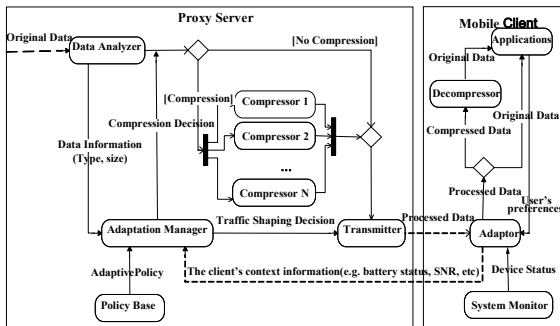 Proxy Server
Mobile Client
Original Data
Data Analyzer
[No Compression]
Applications
Original Data
[Compression]
Compressor 1
Decompressor
Compression Decision
Original Data
Compressor 2
Compressed Data
Data Information
(Type, size)
...
Compressor N
Processed Data
User's
preferences
Traffic Shaping Decision
Adaptation Manager
Transmitter
Processed Data
Adaptor
AdaptivePolicy
The client's context information(e.g. battery status, SNR, etc)
Device Status
Policy Base
System Monitor